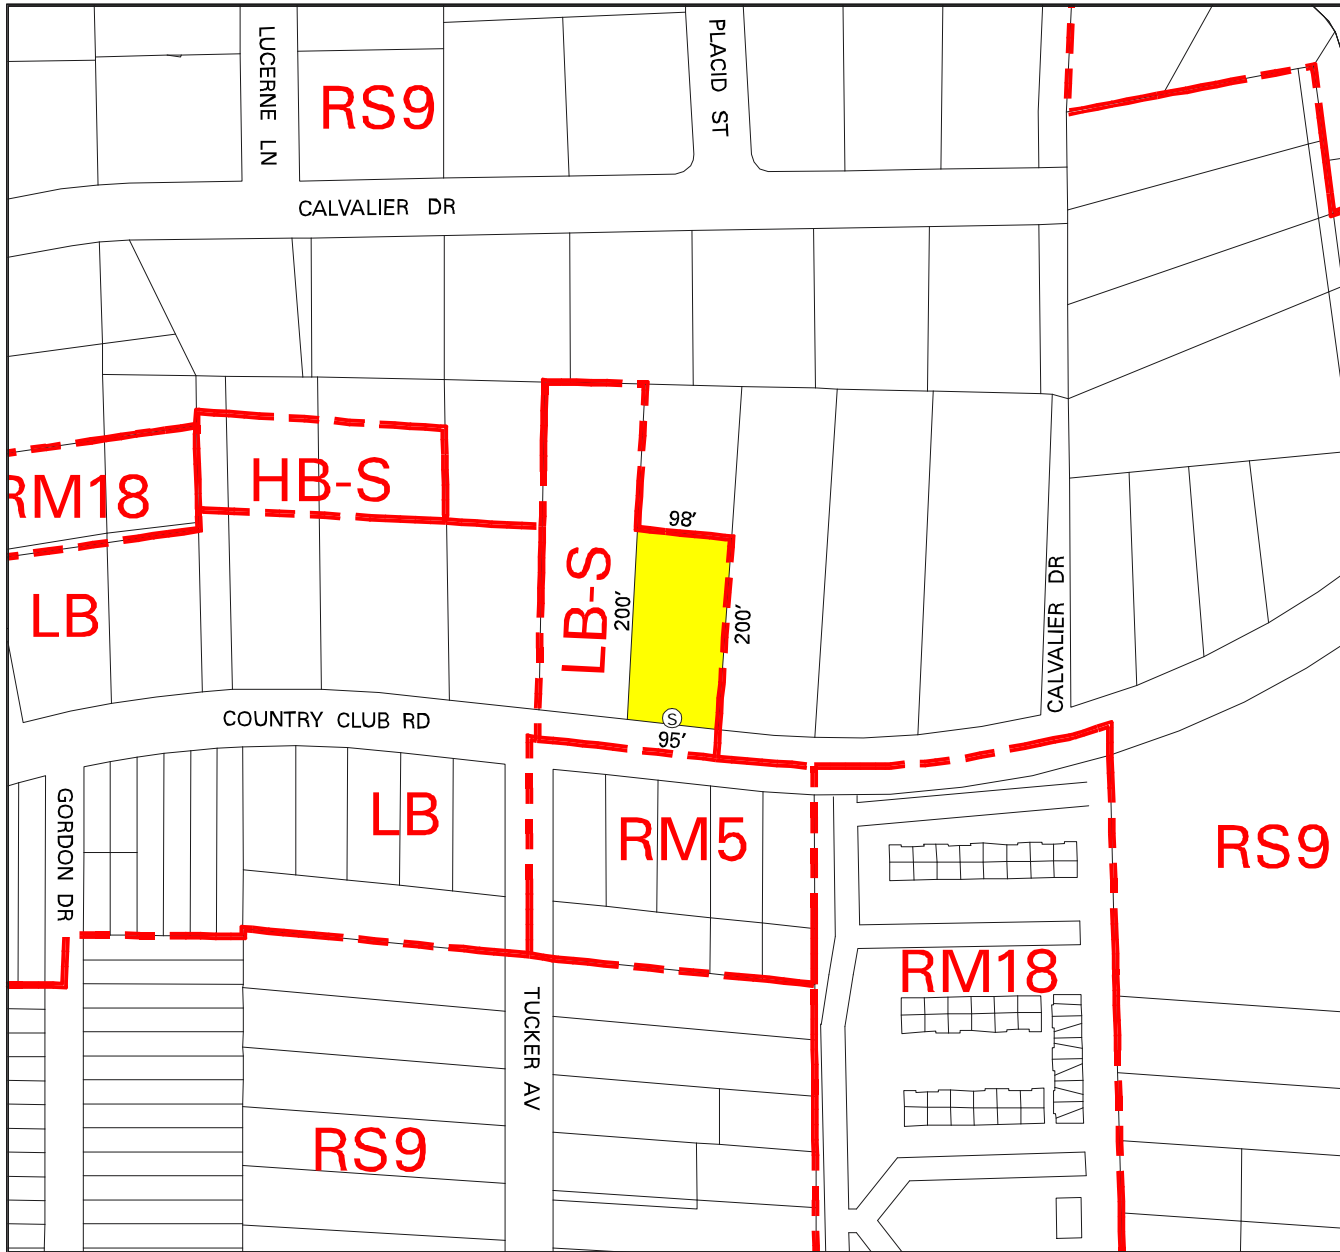 LUCERNE LN
PLACID ST
RS9
CALVALIER DR
HB-S
RM18
98'
LB-S
200'
200'
CALVALIER DR
LB
COUNTRY CLUB RD
S
95'
GORDON DR
LB
RM5
RS9
RM18
TUCKER AV
RS9